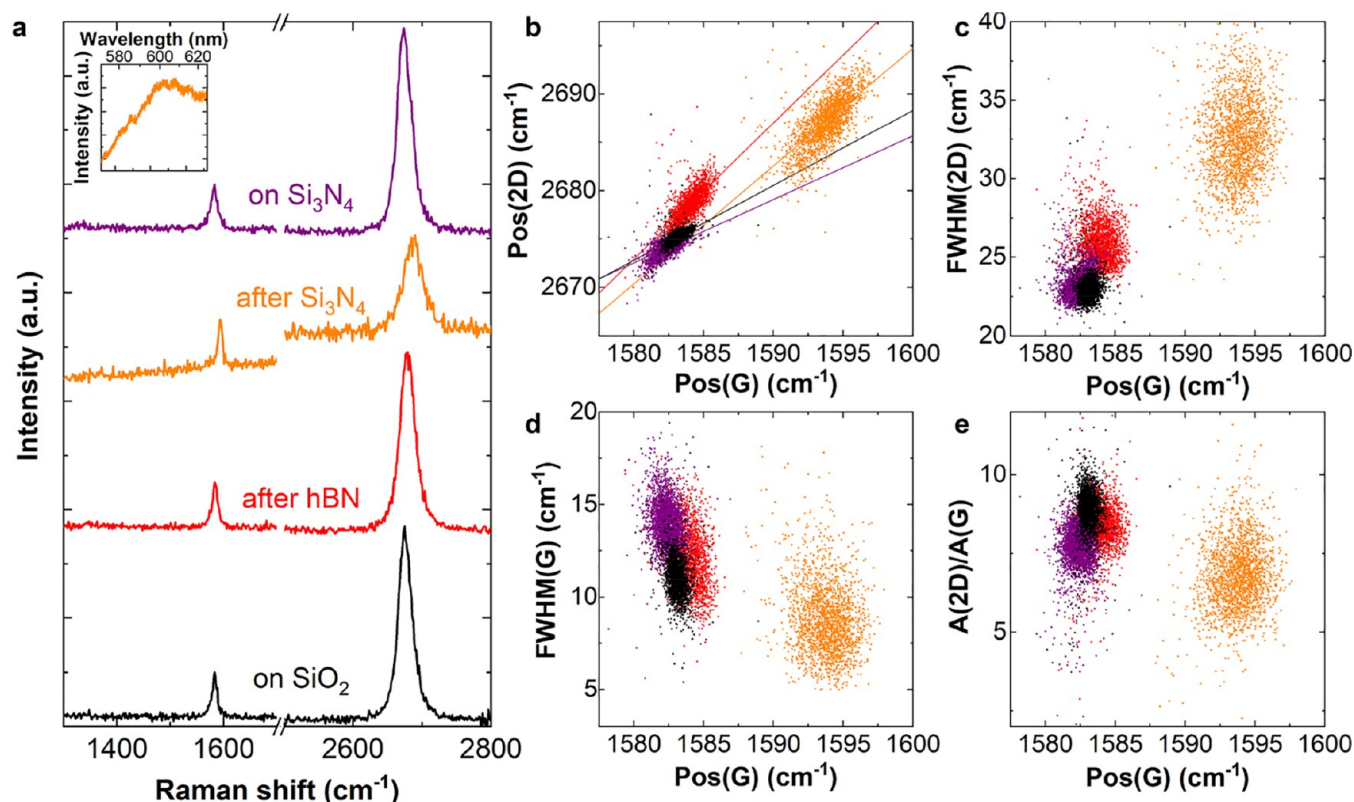 a
Wavelength (nm)
580 600 620
Intensity (a.u.)
on Si₃N₄
after Si₃N₄
after hBN
on SiO₂
Intensity (a.u.)
1400 1600 2600 2800
Raman shift (cm⁻¹)
b
2690
2680
2670
Pos(2D) (cm⁻¹)
1580 1585 1590 1595 1600
Pos(G) (cm⁻¹)
c
40
35
30
25
20
FWHM(2D) (cm⁻¹)
1580 1585 1590 1595 1600
Pos(G) (cm⁻¹)
d
20
15
10
5
FWHM(G) (cm⁻¹)
1580 1585 1590 1595 1600
Pos(G) (cm⁻¹)
e
10
5
A(2D)/A(G)
1580 1585 1590 1595 1600
Pos(G) (cm⁻¹)